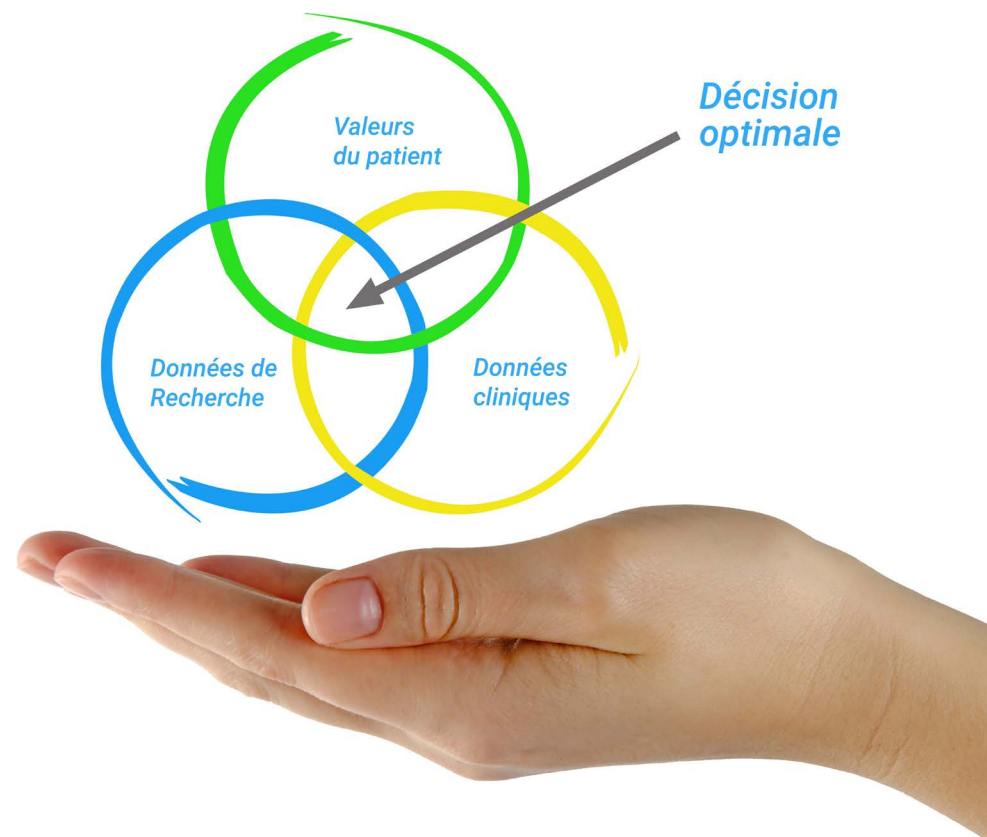 Valeurs
du patient
Décision
optimale
Données de
Recherche
Données
cliniques